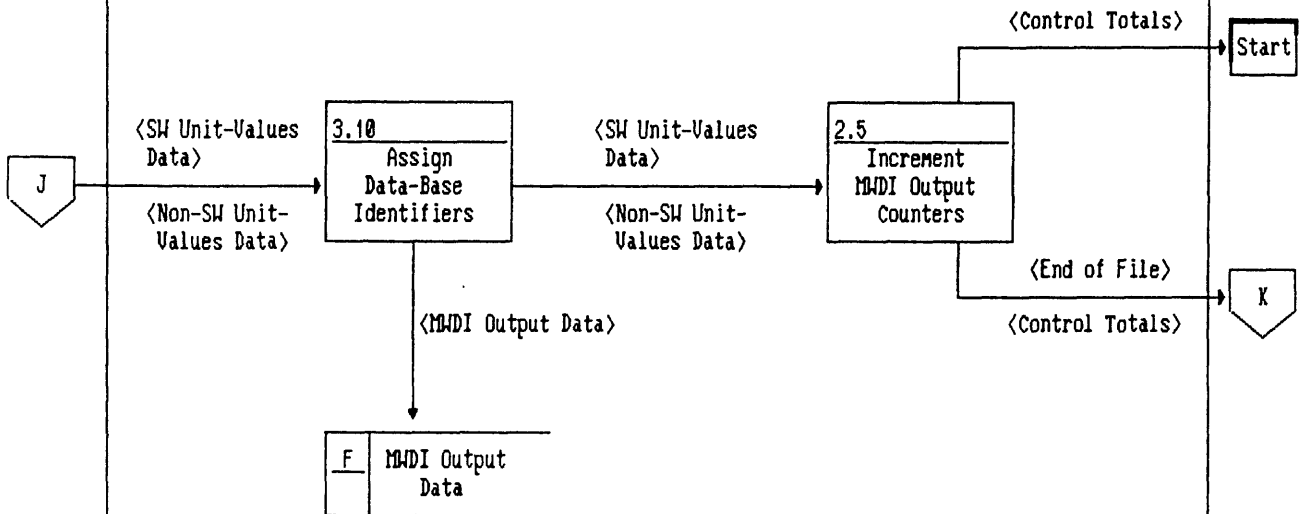 <Control Totals>
Start
J
<SW Unit-Values
Data>
<Non-SW Unit-
Values Data>
3.10
Assign
Data-Base
Identifiers
<SW Unit-Values
Data>
<Non-SW Unit-
Values Data>
2.5
Increment
MWDI Output
Counters
<End of File>
<Control Totals>
K
<MWDI Output Data>
F
MWDI Output
Data